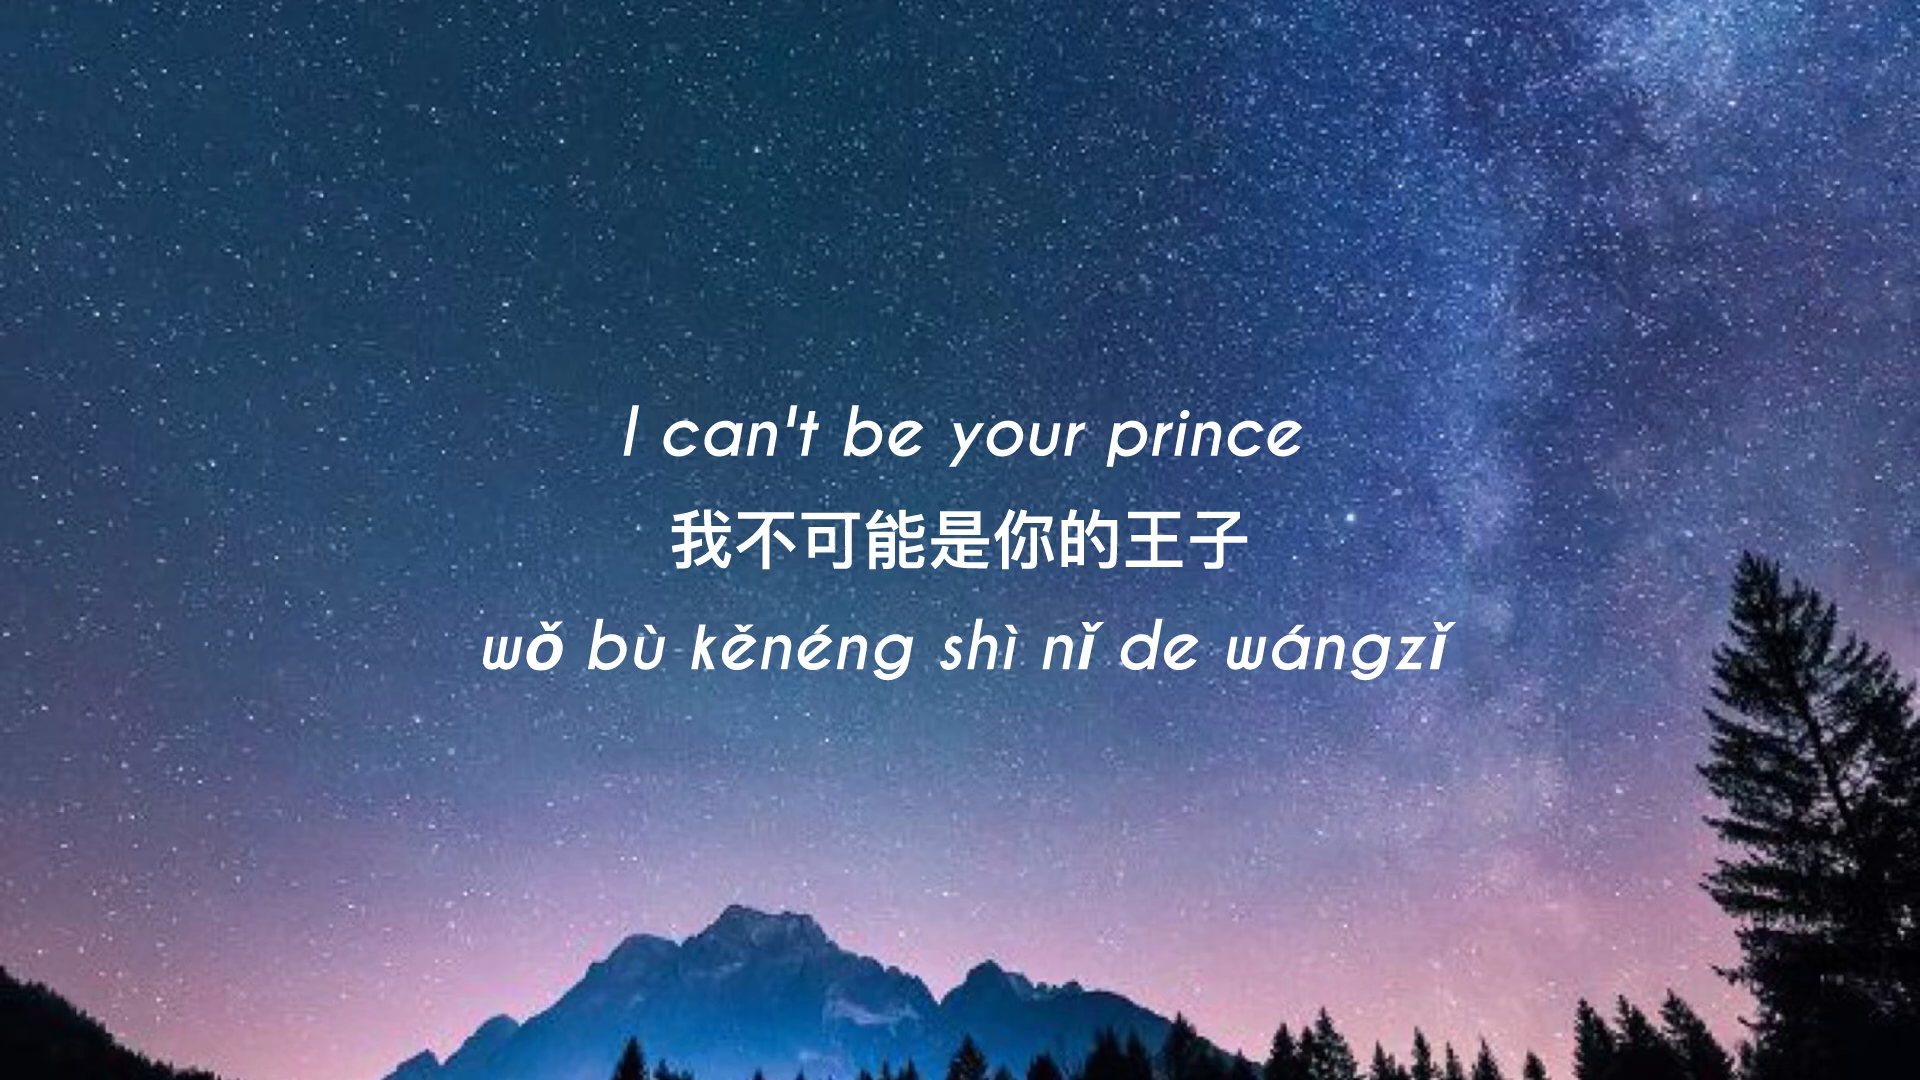 I can't be your prince
我不可能是你的王子
wǒ bù kěnéng shì nǐ de wángzǐ